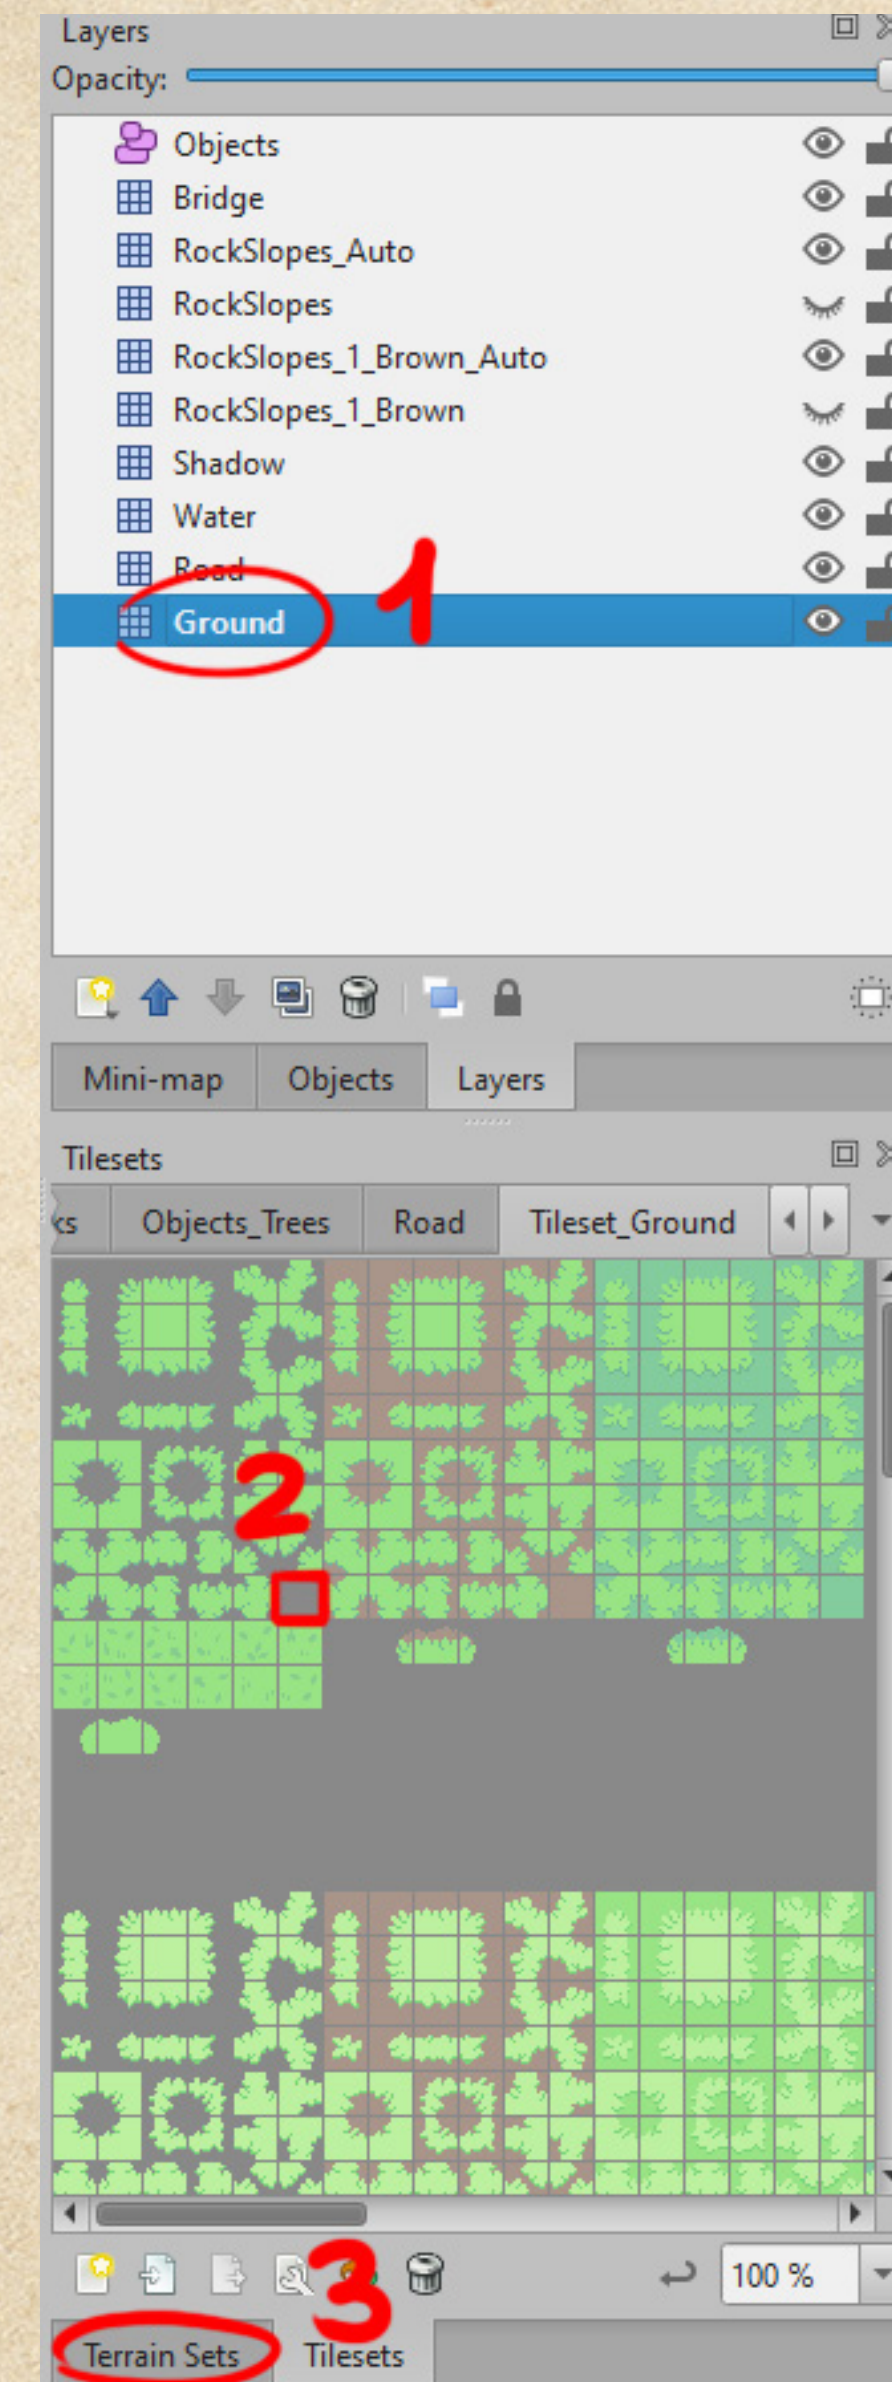 Layers
Opacity:
Objects
Bridge
RockSlopes_Auto
RockSlopes
RockSlopes_1_Brown_Auto
RockSlopes_1_Brown
Shadow
Water
Road
Ground
1
Mini-map Objects Layers
Tilesets
cs Objects_Trees Road Tileset_Ground
2
3
100 %
Terrain Sets Tilesets